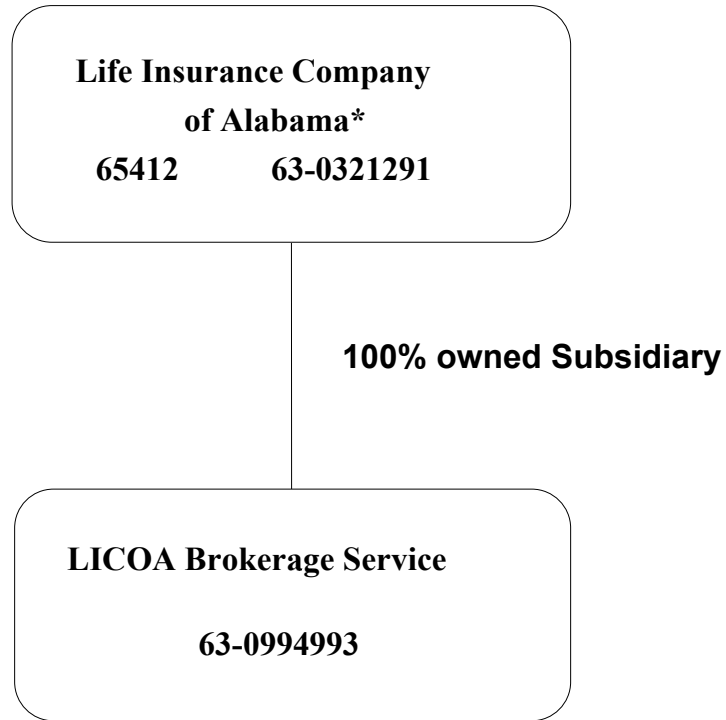 Life Insurance Company
of Alabama*
65412 63-0321291
100% owned Subsidiary
LICOA Brokerage Service
63-0994993